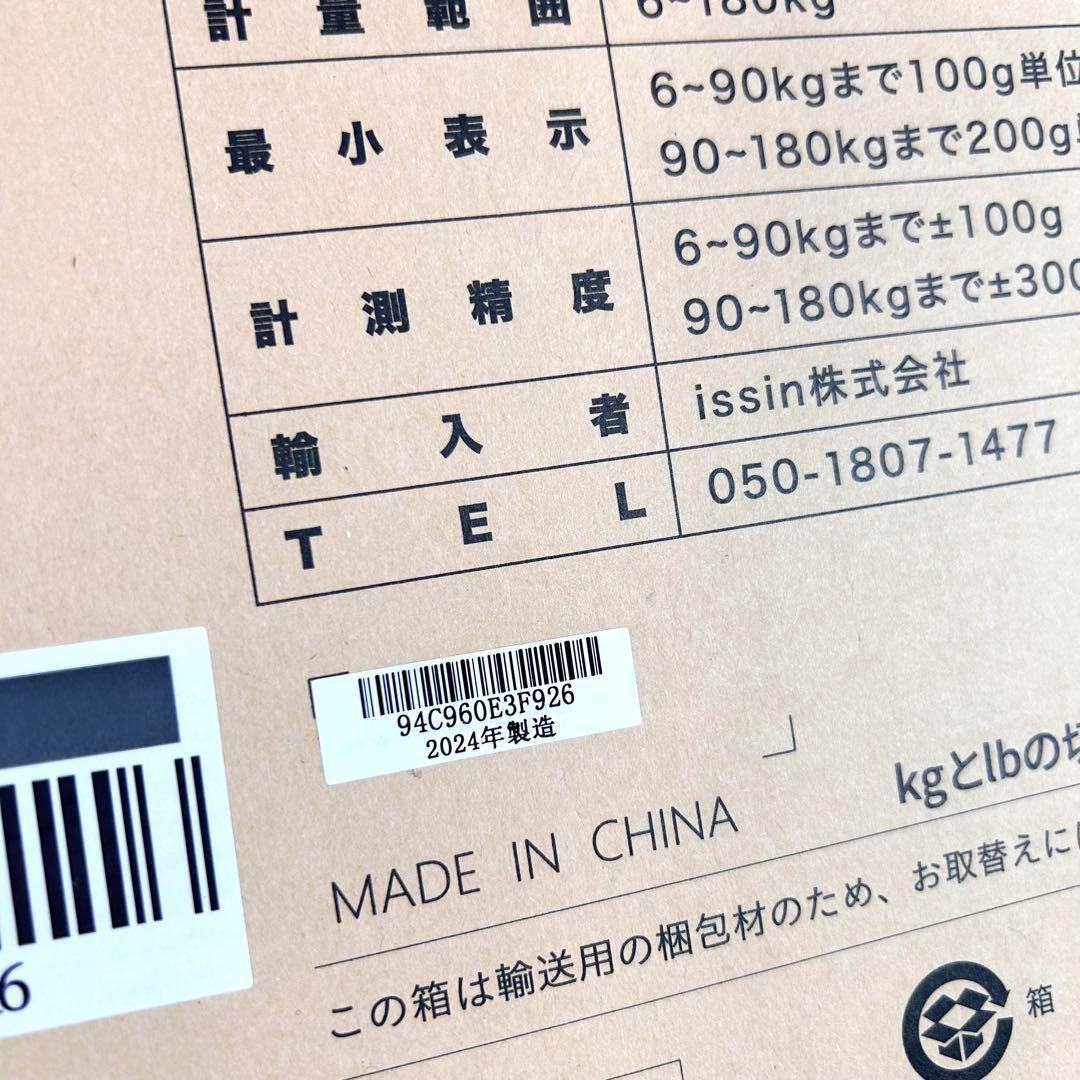 計量範囲 6~180kg
最小表示 6~90kgまで100g単位
90~180kgまで200g
計測精度 6~90kgまで±100g
90~180kgまで±300
輸入者 issin株式会社
TEL 050-1807-1477
94C960E3F926
2024年製造
MADE IN CHINA
kgとlbの切
この箱は輸送用の梱包材のため、お取替えに
6
箱